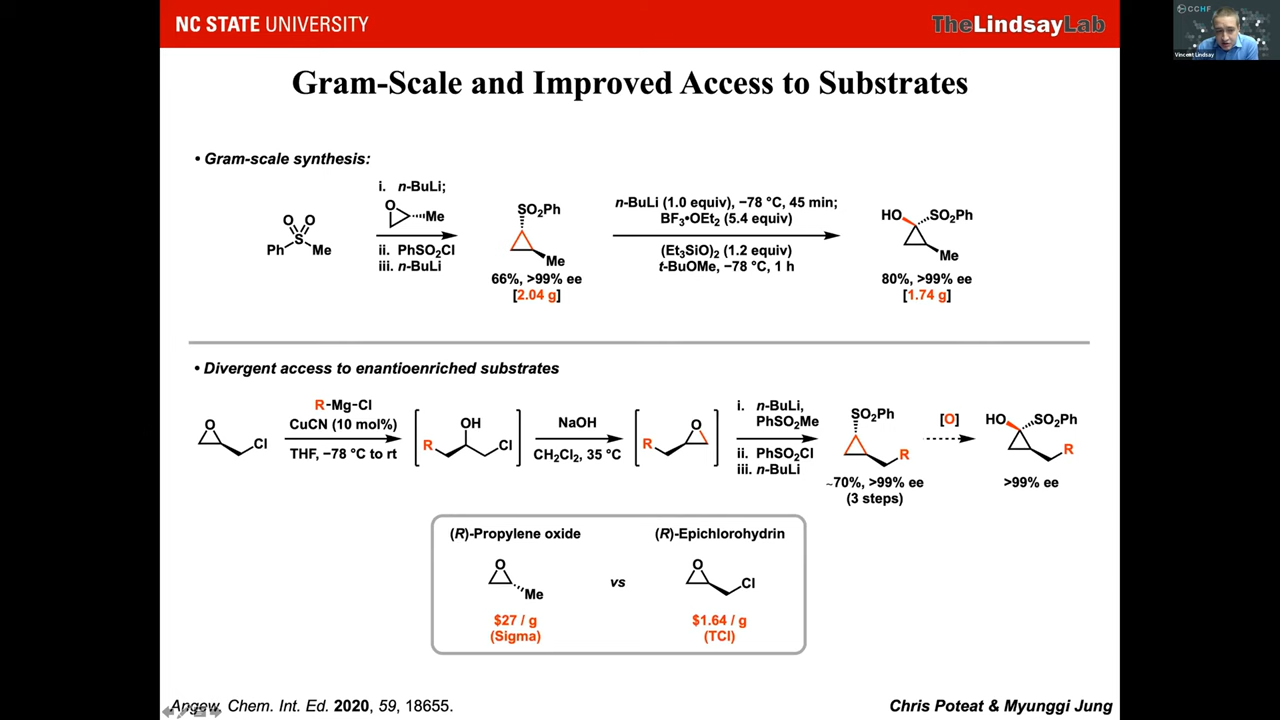 NC STATE UNIVERSITY
TheLindsayLab
CCHF
Vincent Lindsay
Gram-Scale and Improved Access to Substrates
• Gram-scale synthesis:
i. n-BuLi;
O
Me
ii. PhSO2Cl
iii. n-BuLi
O O
S
Ph Me
SO2Ph
Me
66%, >99% ee
[2.04 g]
n-BuLi (1.0 equiv), −78 °C, 45 min;
BF3•OEt2 (5.4 equiv)
(Et3SiO)2 (1.2 equiv)
t-BuOMe, −78 °C, 1 h
HO SO2Ph
Me
80%, >99% ee
[1.74 g]
• Divergent access to enantioenriched substrates
O
Cl
R-Mg-Cl
CuCN (10 mol%)
THF, −78 °C to rt
OH
R Cl
NaOH
CH2Cl2, 35 °C
O
R
i. n-BuLi,
PhSO2Me
ii. PhSO2Cl
iii. n-BuLi
SO2Ph
R
~70%, >99% ee
(3 steps)
[O]
HO SO2Ph
R
>99% ee
(R)-Propylene oxide
O
Me
$27 / g
(Sigma)
vs
(R)-Epichlorohydrin
O
Cl
$1.64 / g
(TCI)
Angew. Chem. Int. Ed. 2020, 59, 18655.
Chris Poteat & Myunggi Jung